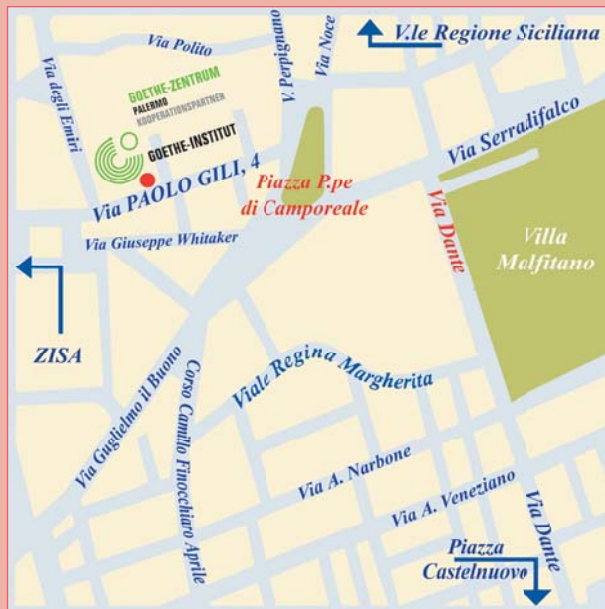 V.le Regione Siciliana
Via Polito
V. Perpignano
Via Noce
Via degli Emiri
GOETHE-ZENTRUM
PALERMO
KOOPERATIONSPARTNER
GOETHE-INSTITUT
Via Serradifalco
Via PAOLO GILI, 4
Piazza P.pe
di Camporeale
Via Giuseppe Whitaker
Via Dante
Villa
Malfitano
ZISA
Via Guglielmo il Buono
Corso Camillo Finocchiaro Aprile
Viale Regina Margherita
Via A. Narbone
Via A. Veneziano
Via Dante
Piazza
Castelnuovo